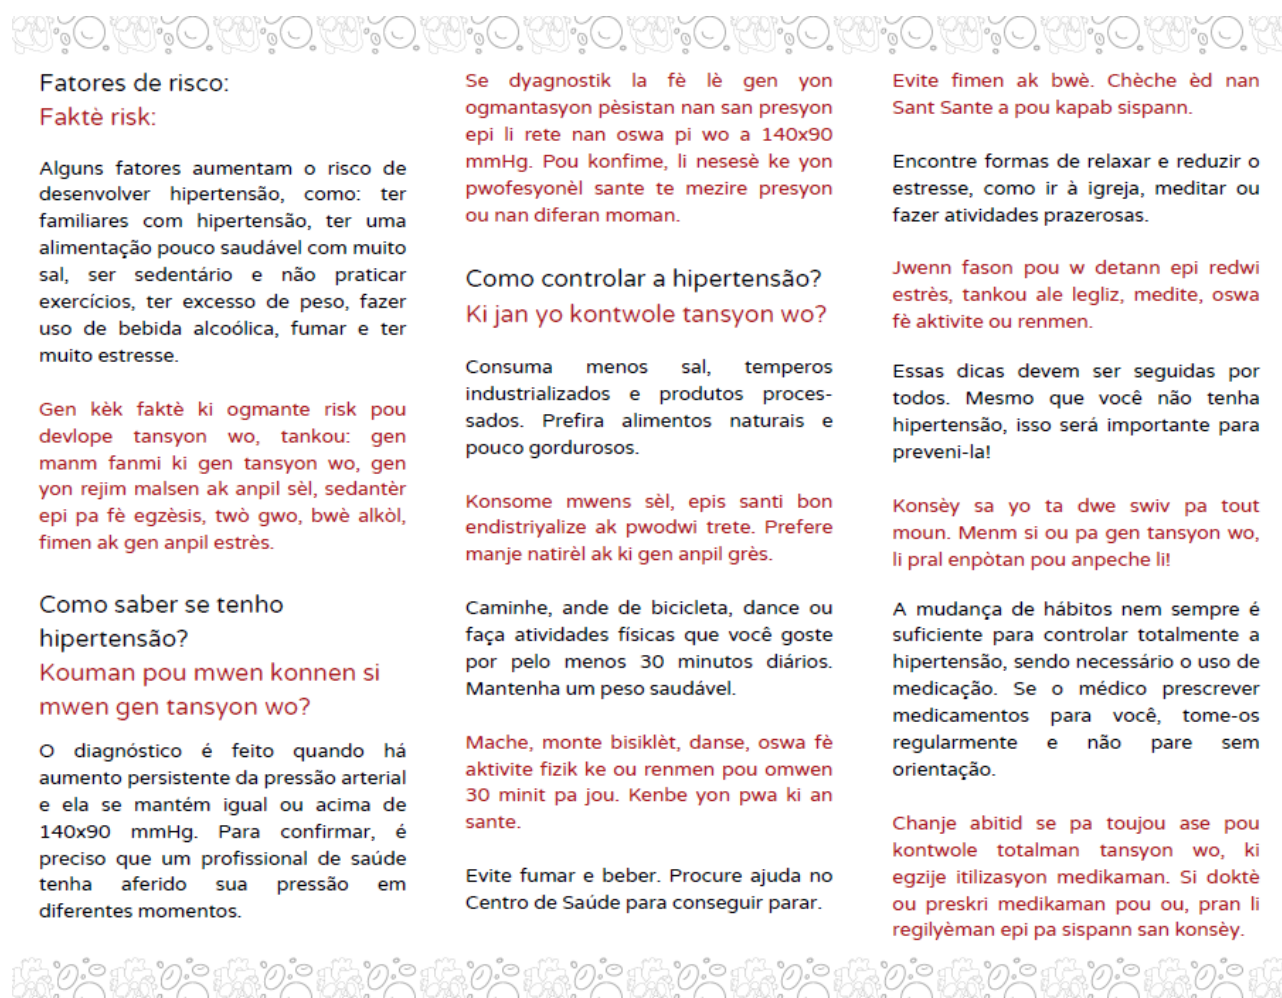 Fatores de risco:
Faktè risk:
Alguns fatores aumentam o risco de
desenvolver hipertensão, como: ter
familiares com hipertensão, ter uma
alimentação pouco saudável com muito
sal, ser sedentário e não praticar
exercícios, ter excesso de peso, fazer
uso de bebida alcoólica, fumar e ter
muito estresse.
Gen kèk faktè ki ogmante risk pou
devlope tansyon wo, tankou: gen
manm fanmi ki gen tansyon wo, gen
yon rejim malsen ak anpil sèl, sedantèr
epi pa fè egzèsis, twò gwo, bwè alkòl,
fimen ak gen anpil estrès.
Como saber se tenho
hipertensão?
Kouman pou mwen konnen si
mwen gen tansyon wo?
O diagnóstico é feito quando há
aumento persistente da pressão arterial
e ela se mantém igual ou acima de
140x90 mmHg. Para confirmar, é
preciso que um profissional de saúde
tenha aferido sua pressão em
diferentes momentos.
Se dyagnostik la fè lè gen yon
ogmantasyon pèsistan nan san presyon
epi li rete nan oswa pi wo a 140x90
mmHg. Pou konfime, li nesesè ke yon
pwofesyonèl sante te mezire presyon
ou nan diferan moman.
Como controlar a hipertensão?
Ki jan yo kontwole tansyon wo?
Consuma menos sal, temperos
industrializados e produtos proces-
sados. Prefira alimentos naturais e
pouco gordurosos.
Konsome mwens sèl, epis santi bon
endistriyalize ak pwodwi trete. Prefere
manje natirèl ak ki gen anpil grès.
Caminhe, ande de bicicleta, dance ou
faça atividades físicas que você goste
por pelo menos 30 minutos diários.
Mantenha um peso saudável.
Mache, monte bisiklèt, danse, oswa fè
aktivite fizik ke ou renmen pou omwen
30 minit pa jou. Kenbe yon pwa ki an
sante.
Evite fumar e beber. Procure ajuda no
Centro de Saúde para conseguir parar.
Evite fimen ak bwè. Chèche èd nan
Sant Sante a pou kapab sispann.
Encontre formas de relaxar e reduzir o
estresse, como ir à igreja, meditar ou
fazer atividades prazerosas.
Jwenn fason pou w detann epi redwi
estrès, tankou ale legliz, medite, oswa
fè aktivite ou renmen.
Essas dicas devem ser seguidas por
todos. Mesmo que você não tenha
hipertensão, isso será importante para
preveni-la!
Konsèy sa yo ta dwe swiv pa tout
moun. Menm si ou pa gen tansyon wo,
li pral enpòtan pou anpeche li!
A mudança de hábitos nem sempre é
suficiente para controlar totalmente a
hipertensão, sendo necessário o uso de
medicação. Se o médico prescrever
medicamentos para você, tome-os
regularmente e não pare sem
orientação.
Chanje abitid se pa toujou ase pou
kontwole totalman tansyon wo, ki
egzije itilizasyon medikaman. Si doktè
ou preskri medikaman pou ou, pran li
regilyèman epi pa sispann san konsèy.